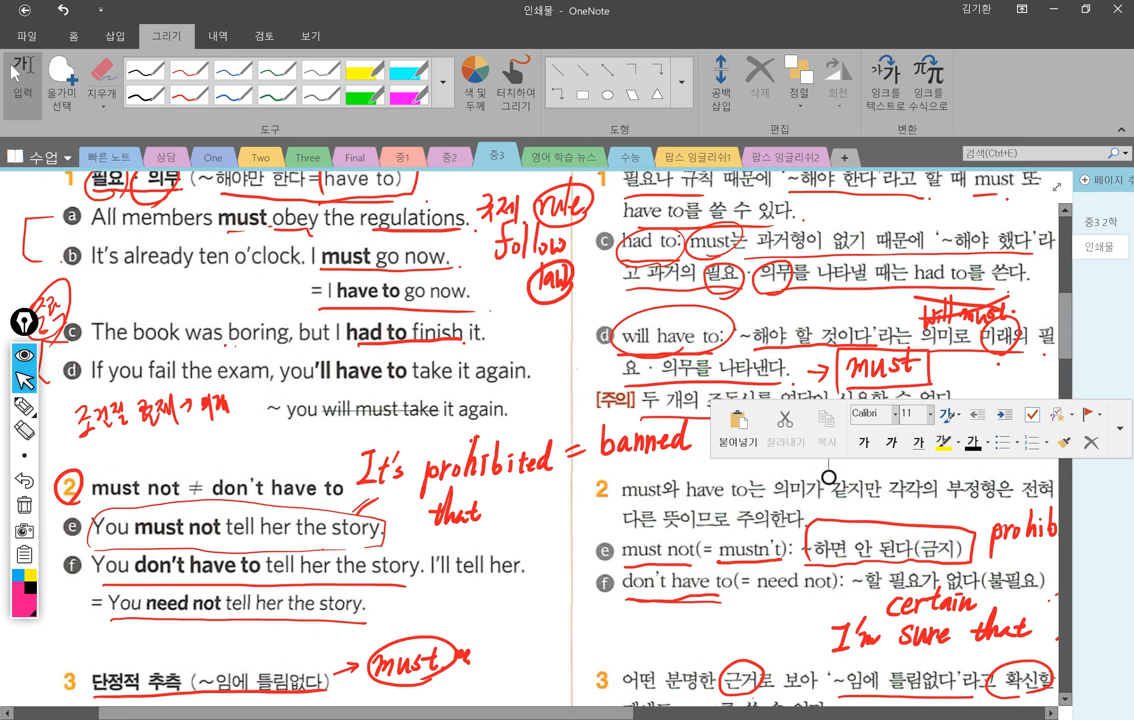 인쇄물 - OneNote
김기환
파일 홈 삽입 그리기 내역 검토 보기
가
입력
올가미 선택
지우개
색 및 두께
터치하여 그리기
공백 삽입
삭제
정렬
회전
가가 잉크를 텍스트로
ππ 잉크를 수식으로
도구 도형 편집 변환
수업 빠른 노트 상담 One Two Three Final 중1 중2 중3 영어 학습 뉴스 수능 팝스 잉글리쉬1 팝스 잉글리쉬2 +
검색(Ctrl+E)
페이지 추
중3 2학
인쇄물
1 필요 · 의무 (~해야만 한다=have to)
ⓐ All members must obey the regulations.
ⓑ It's already ten o'clock. I must go now.
= I have to go now.
ⓒ The book was boring, but I had to finish it.
ⓓ If you fail the exam, you'll have to take it again.
~ you will must take it again.
국제 rule
follow
law
It's prohibited = banned
that
2 must not ≠ don't have to
ⓔ You must not tell her the story.
ⓕ You don't have to tell her the story. I'll tell her.
= You need not tell her the story.
3 단정적 추측 (~임에 틀림없다)
→ must
1 필요나 규칙 때문에 '~해야 한다'라고 할 때 must 또
have to를 쓸 수 있다.
ⓒ had to: must는 과거형이 없기 때문에 '~해야 했다'라
고 과거의 필요 · 의무를 나타낼 때는 had to를 쓴다.
will must.
ⓓ will have to: ~해야 할 것이다'라는 의미로 미래의 필
요 · 의무를 나타낸다.
→ must
[주의] 두 개의
Calibri 11
붙여넣기 잘라내기 복사
가 가 가 가
2 must와 have to는 의미가 같지만 각각의 부정형은 전혀
다른 뜻이므로 주의한다.
ⓔ must not(= mustn't): ~하면 안 된다(금지)
prohib
ⓕ don't have to(= need not): ~할 필요가 없다(불필요)
certain
I'm sure that
3 어떤 분명한 근거로 보아 '~임에 틀림없다'라고 확신할